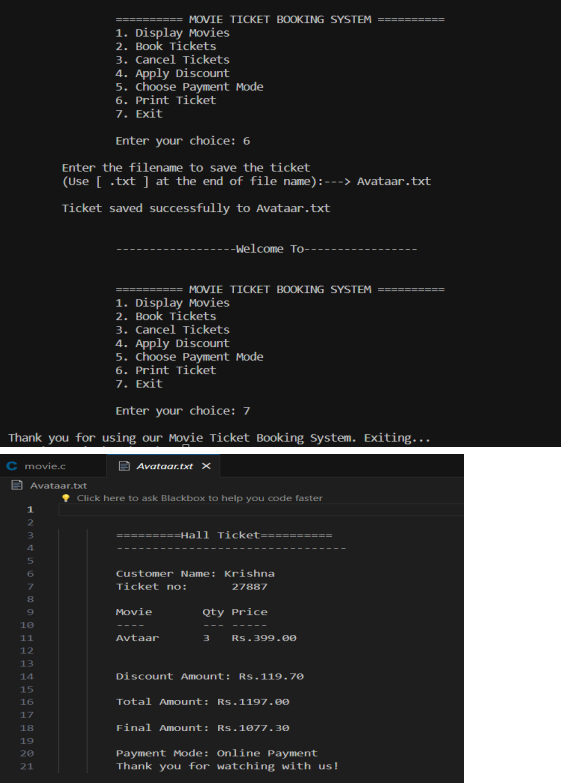 ========== MOVIE TICKET BOOKING SYSTEM ==========
1. Display Movies
2. Book Tickets
3. Cancel Tickets
4. Apply Discount
5. Choose Payment Mode
6. Print Ticket
7. Exit
Enter your choice: 6
Enter the filename to save the ticket
(Use [ .txt ] at the end of file name):---> Avataar.txt
Ticket saved successfully to Avataar.txt
------------------Welcome To-----------------
========== MOVIE TICKET BOOKING SYSTEM ==========
1. Display Movies
2. Book Tickets
3. Cancel Tickets
4. Apply Discount
5. Choose Payment Mode
6. Print Ticket
7. Exit
Enter your choice: 7
Thank you for using our Movie Ticket Booking System. Exiting...
C movie.c Avataar.txt ×
Avataar.txt
Click here to ask Blackbox to help you code faster
1
2
3 =========Hall Ticket==========
4 --------------------------------
5
6 Customer Name: Krishna
7 Ticket no: 27887
8
9 Movie Qty Price
10 ---- --- -----
11 Avtaar 3 Rs.399.00
12
13
14 Discount Amount: Rs.119.70
15
16 Total Amount: Rs.1197.00
17
18 Final Amount: Rs.1077.30
19
20 Payment Mode: Online Payment
21 Thank you for watching with us!